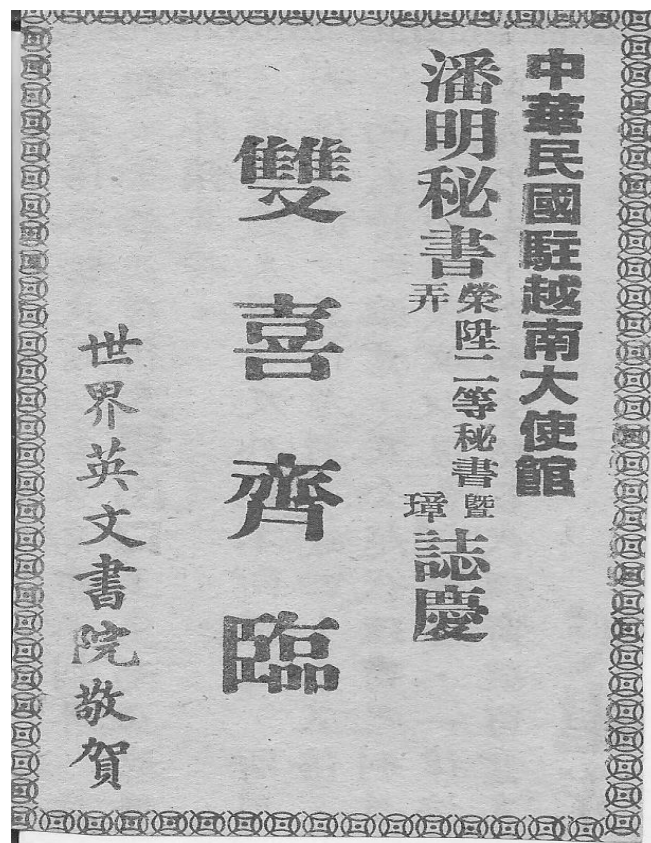 中華民國駐越南大使館
潘明秘書
榮陞二等秘書暨
弄璋
誌慶
雙喜齊臨
世界英文書院敬賀